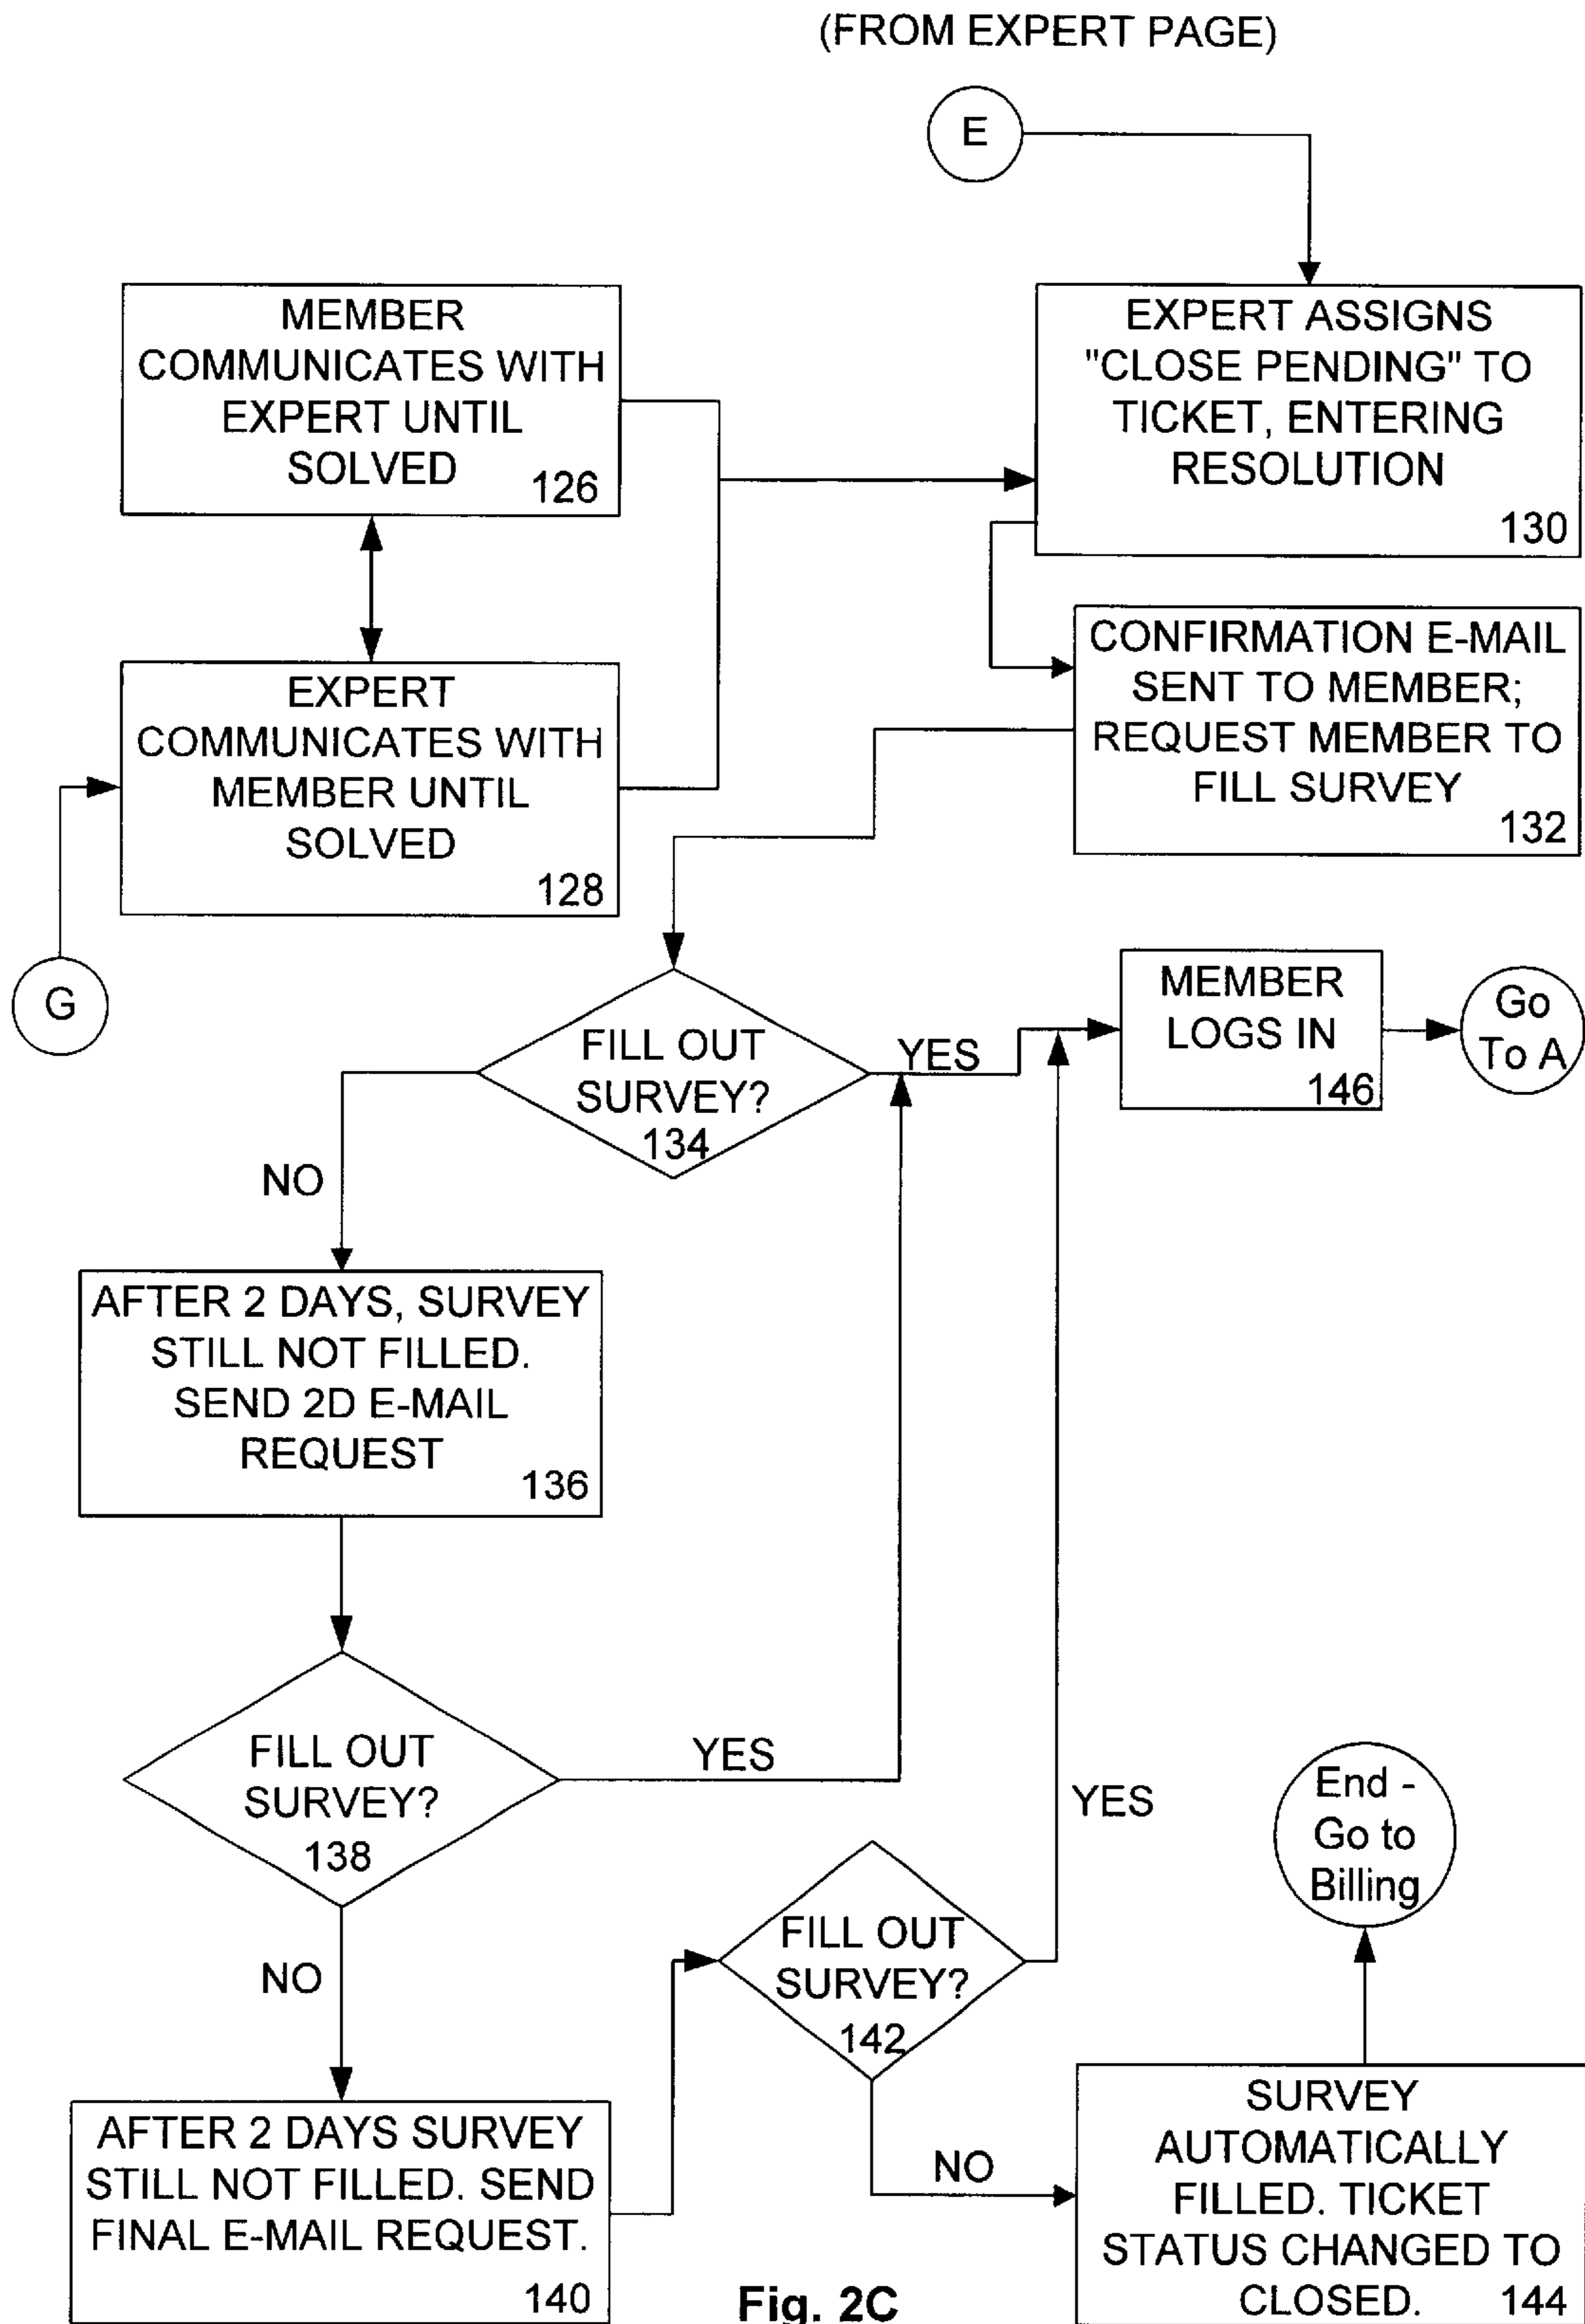 (FROM EXPERT PAGE)
E
MEMBER
COMMUNICATES WITH
EXPERT UNTIL
SOLVED
126
EXPERT ASSIGNS
"CLOSE PENDING" TO
TICKET, ENTERING
RESOLUTION
130
CONFIRMATION E-MAIL
SENT TO MEMBER;
REQUEST MEMBER TO
FILL SURVEY
132
EXPERT
COMMUNICATES WITH
MEMBER UNTIL
SOLVED
128
G
FILL OUT
SURVEY?
134
YES
NO
MEMBER
LOGS IN
146
Go
To A
AFTER 2 DAYS, SURVEY
STILL NOT FILLED.
SEND 2D E-MAIL
REQUEST
136
FILL OUT
SURVEY?
138
YES
NO
AFTER 2 DAYS SURVEY
STILL NOT FILLED. SEND
FINAL E-MAIL REQUEST.
140
FILL OUT
SURVEY?
142
YES
NO
End -
Go to
Billing
SURVEY
AUTOMATICALLY
FILLED. TICKET
STATUS CHANGED TO
CLOSED.
144
Fig. 2C